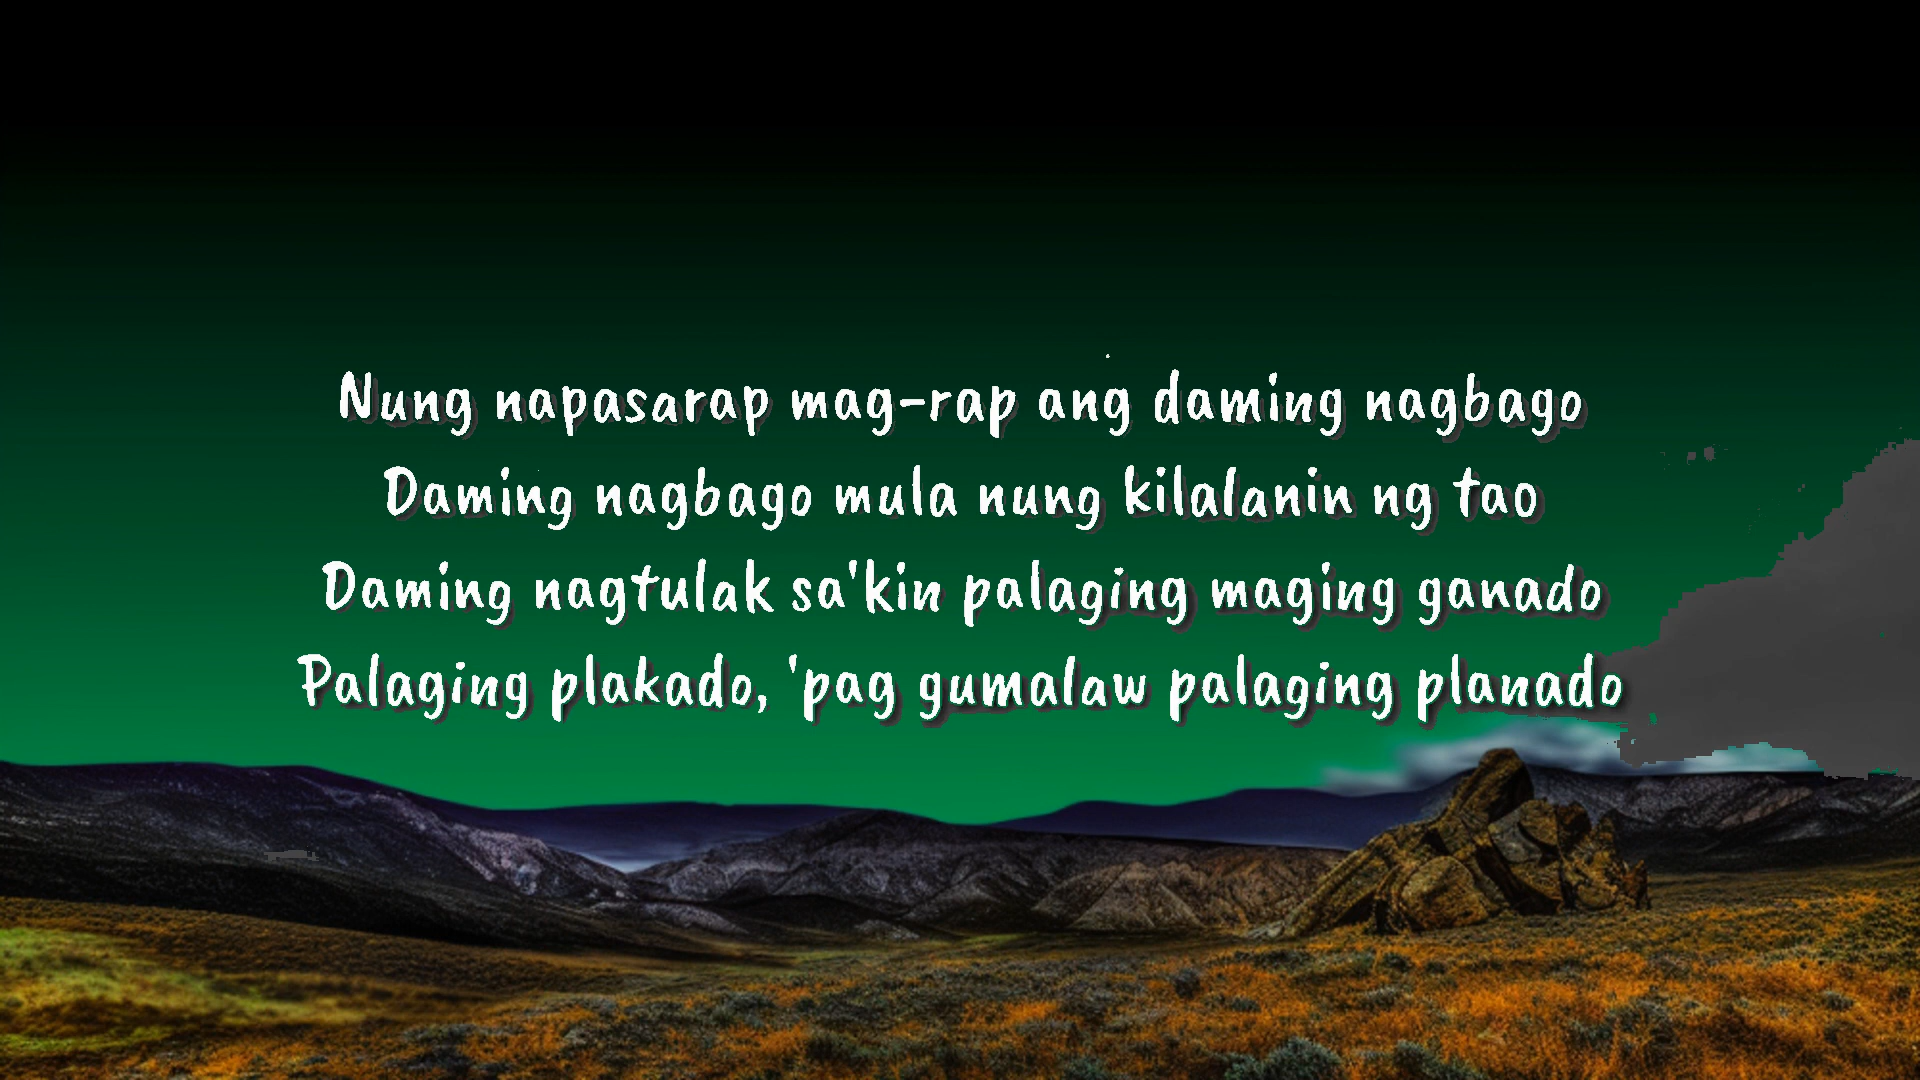 Nung napasarap mag-rap ang daming nagbago
Daming nagbago mula nung kilalanin ng tao
Daming nagtulak sa'kin palaging maging ganado
Palaging plakado, 'pag gumalaw palaging planado